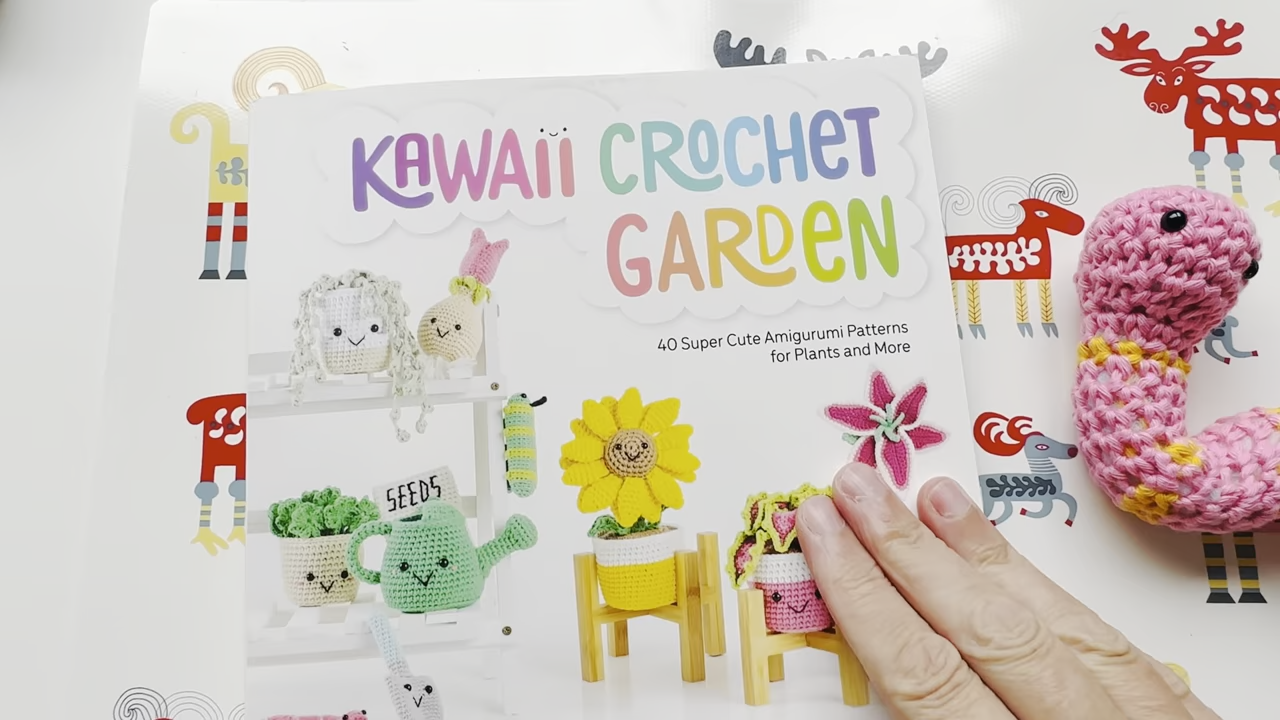 KAWAII CROCHET
GARDEN
40 Super Cute Amigurumi Patterns
for Plants and More
SEEDS